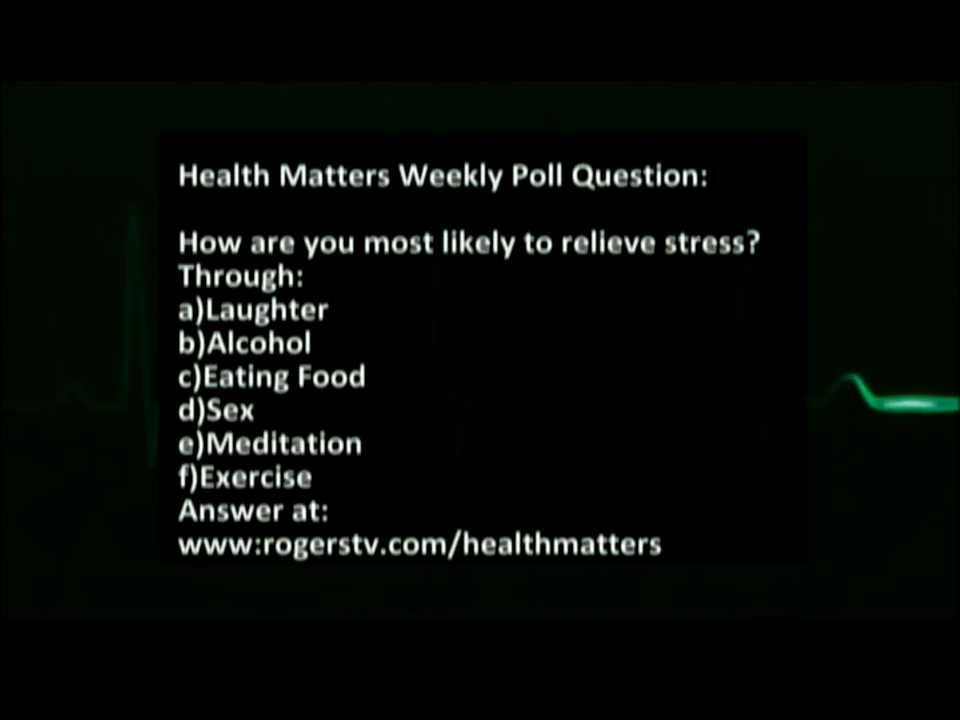 Health Matters Weekly Poll Question:
How are you most likely to relieve stress?
Through:
a)Laughter
b)Alcohol
c)Eating Food
d)Sex
e)Meditation
f)Exercise
Answer at:
www:rogerstv.com/healthmatters